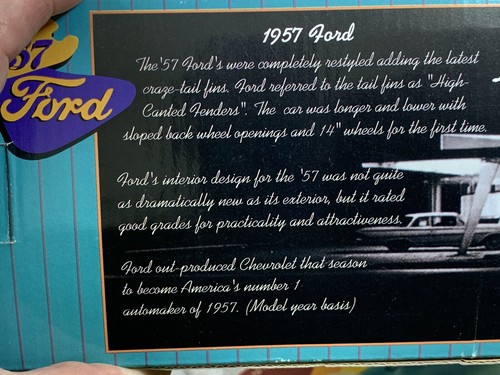 1957 Ford
The '57 Ford's were completely restyled adding the latest
craze-tail fins. Ford referred to the tail fins as "High-
Canted Fenders". The car was longer and lower with
sloped back wheel openings and 14" wheels for the first time.
Ford's interior design for the '57 was not quite
as dramatically new as its exterior, but it rated
good grades for practicality and attractiveness.
Ford out-produced Chevrolet that season
to become America's number 1
automaker of 1957. (Model year basis)
57
Ford